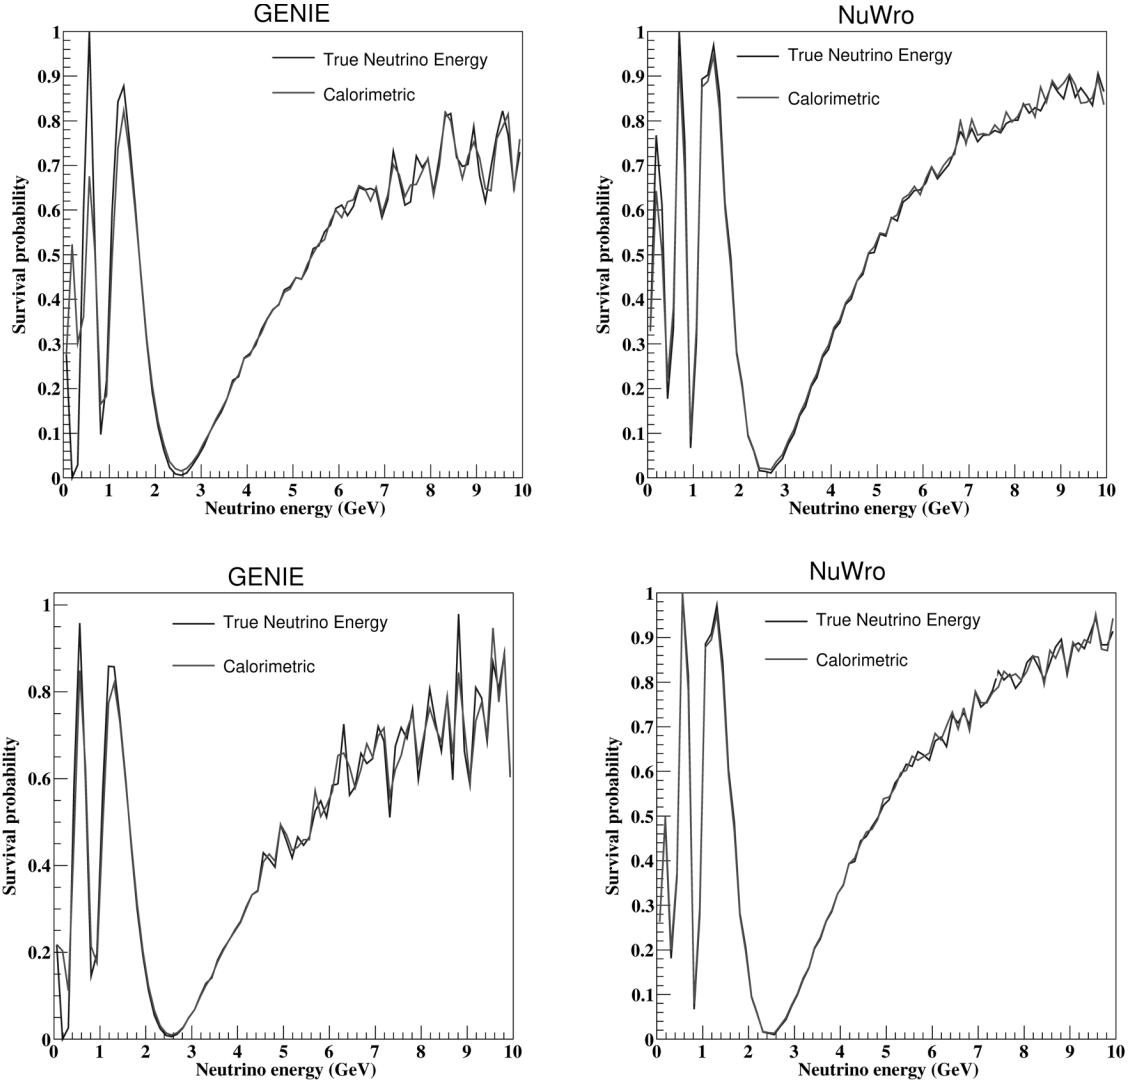 GENIE
NuWro
True Neutrino Energy
Calorimetric
True Neutrino Energy
Calorimetric
Survival probability
1
0.9
0.8
0.7
0.6
0.5
0.4
0.3
0.2
0.1
0
0 1 2 3 4 5 6 7 8 9 10
Neutrino energy (GeV)
Survival probability
1
0.9
0.8
0.7
0.6
0.5
0.4
0.3
0.2
0.1
0
0 1 2 3 4 5 6 7 8 9 10
Neutrino energy (GeV)
GENIE
NuWro
True Neutrino Energy
Calorimetric
True Neutrino Energy
Calorimetric
Survival probability
1
0.8
0.6
0.4
0.2
0
0 1 2 3 4 5 6 7 8 9 10
Neutrino energy (GeV)
Survival probability
1
0.9
0.8
0.7
0.6
0.5
0.4
0.3
0.2
0.1
0
0 1 2 3 4 5 6 7 8 9 10
Neutrino energy (GeV)